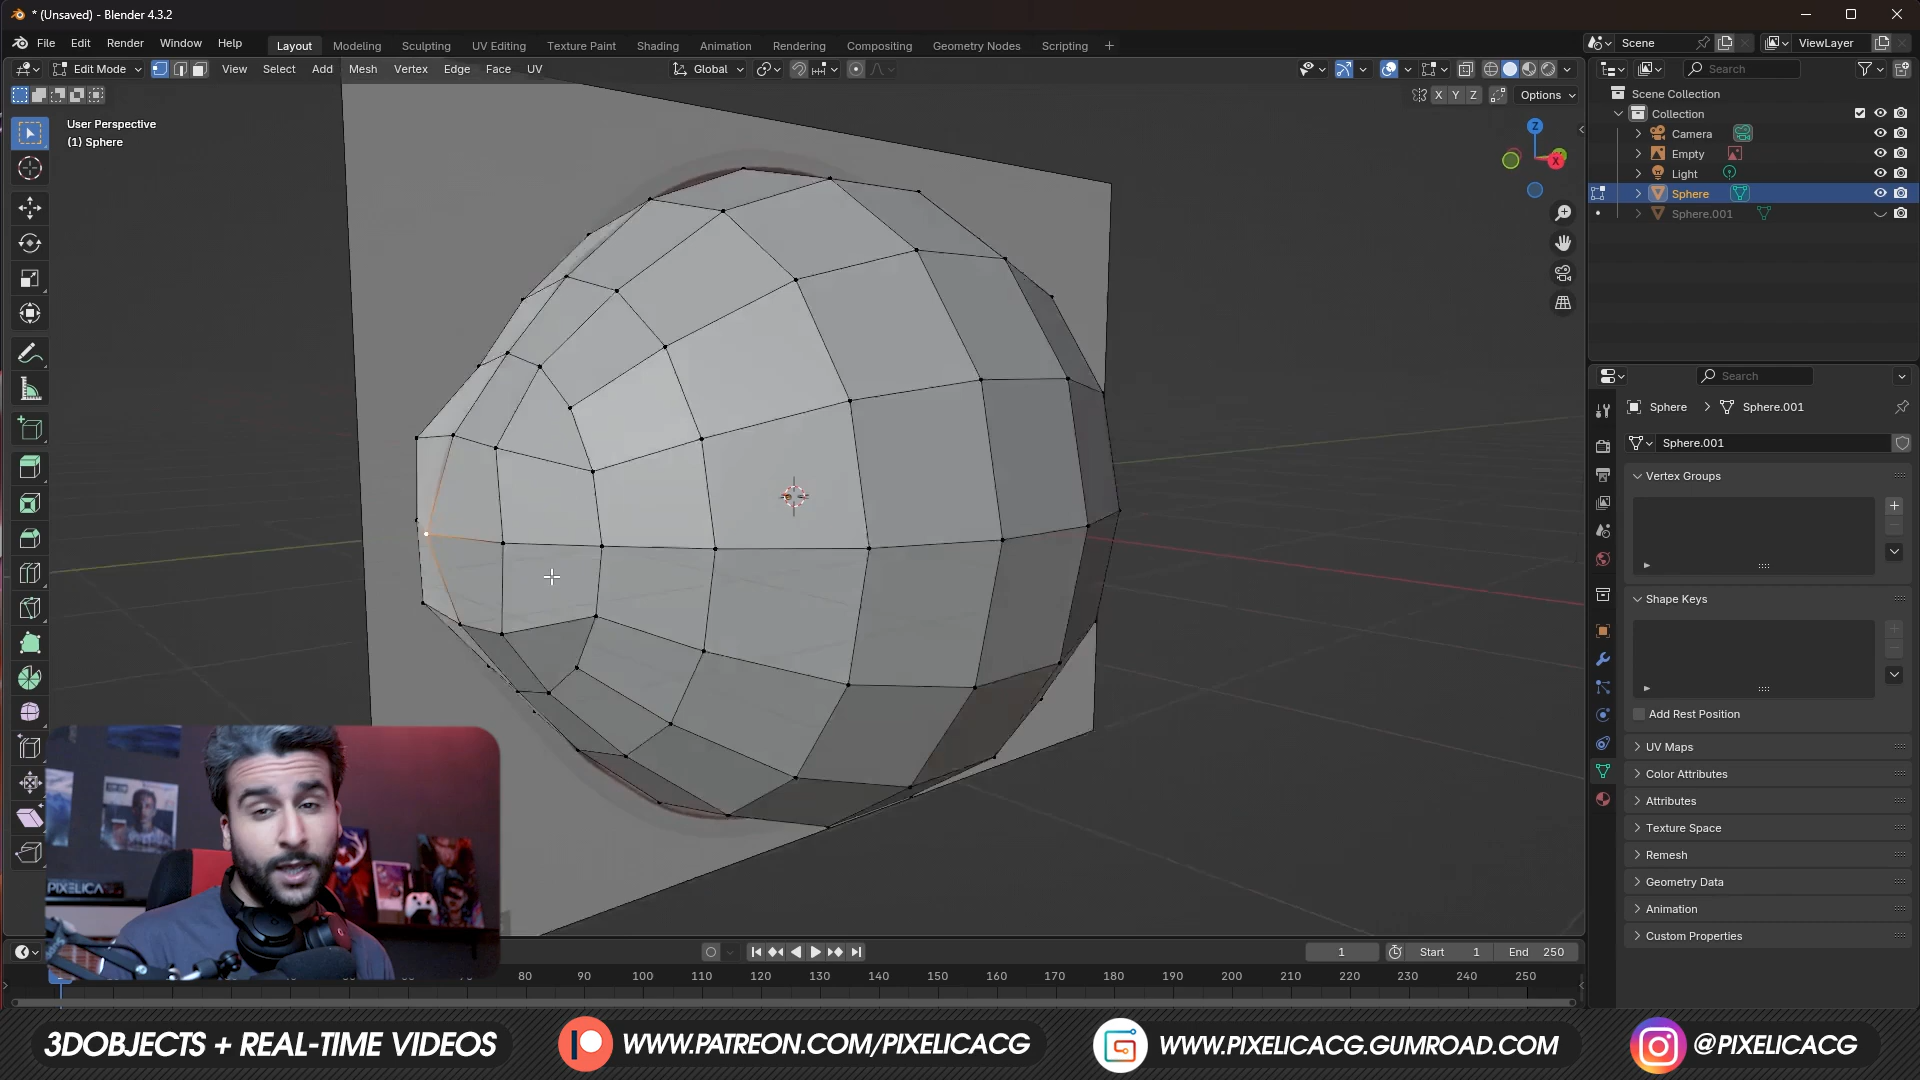 * (Unsaved) - Blender 4.3.2
File Edit Render Window Help
Layout Modeling Sculpting UV Editing Texture Paint Shading Animation Rendering Compositing Geometry Nodes Scripting +
Scene
ViewLayer
Edit Mode
View Select Add Mesh Vertex Edge Face UV
Global
Search
X Y Z
Options
User Perspective
(1) Sphere
Z
X
Scene Collection
Collection
Camera
Empty
Light
Sphere
Sphere.001
Search
Sphere > Sphere.001
Sphere.001
Vertex Groups
Shape Keys
Add Rest Position
UV Maps
Color Attributes
Attributes
Texture Space
Remesh
Geometry Data
Animation
Custom Properties
PIXELICA
1
Start 1
End 250
80 90 100 110 120 130 140 150 160 170 180 190 200 210 220 230 240 250
3DOBJECTS + REAL-TIME VIDEOS
WWW.PATREON.COM/PIXELICACG
WWW.PIXELICACG.GUMROAD.COM
@PIXELICACG